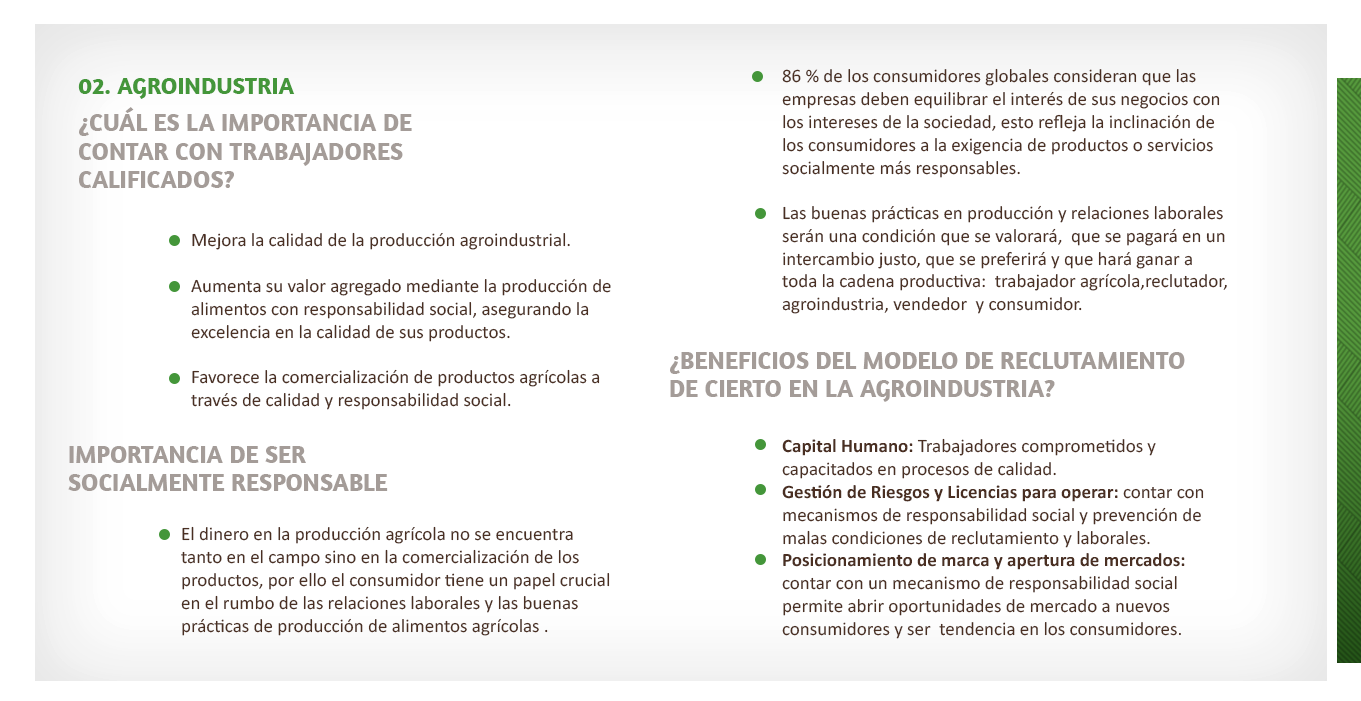 02. AGROINDUSTRIA
¿CUÁL ES LA IMPORTANCIA DE
CONTAR CON TRABAJADORES
CALIFICADOS?
Mejora la calidad de la producción agroindustrial.
Aumenta su valor agregado mediante la producción de
alimentos con responsabilidad social, asegurando la
excelencia en la calidad de sus productos.
Favorece la comercialización de productos agrícolas a
través de calidad y responsabilidad social.
IMPORTANCIA DE SER
SOCIALMENTE RESPONSABLE
El dinero en la producción agrícola no se encuentra
tanto en el campo sino en la comercialización de los
productos, por ello el consumidor tiene un papel crucial
en el rumbo de las relaciones laborales y las buenas
prácticas de producción de alimentos agrícolas .
86 % de los consumidores globales consideran que las
empresas deben equilibrar el interés de sus negocios con
los intereses de la sociedad, esto refleja la inclinación de
los consumidores a la exigencia de productos o servicios
socialmente más responsables.
Las buenas prácticas en producción y relaciones laborales
serán una condición que se valorará,  que se pagará en un
intercambio justo, que se preferirá y que hará ganar a
toda la cadena productiva:  trabajador agrícola,reclutador,
agroindustria, vendedor  y consumidor.
¿BENEFICIOS DEL MODELO DE RECLUTAMIENTO
DE CIERTO EN LA AGROINDUSTRIA?
Capital Humano: Trabajadores comprometidos y
capacitados en procesos de calidad.
Gestión de Riesgos y Licencias para operar: contar con
mecanismos de responsabilidad social y prevención de
malas condiciones de reclutamiento y laborales.
Posicionamiento de marca y apertura de mercados:
contar con un mecanismo de responsabilidad social
permite abrir oportunidades de mercado a nuevos
consumidores y ser  tendencia en los consumidores.